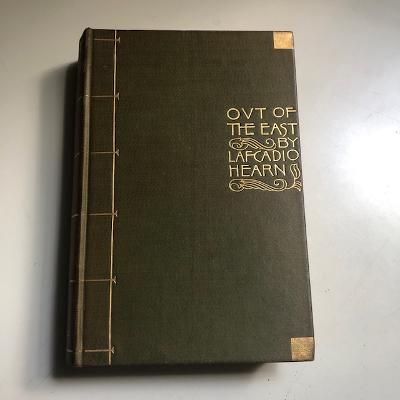 OVT OF
THE EAST
BY
LAFCADIO
HEARN